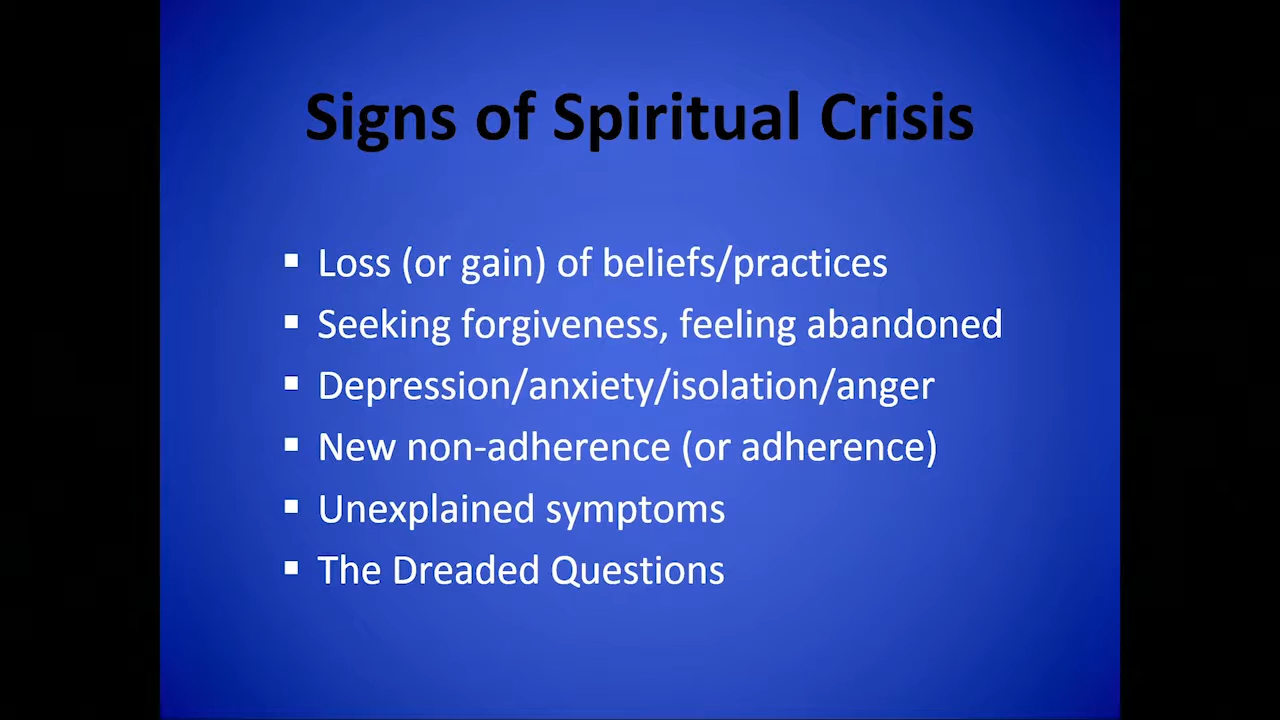 Signs of Spiritual Crisis
▪ Loss (or gain) of beliefs/practices
▪ Seeking forgiveness, feeling abandoned
▪ Depression/anxiety/isolation/anger
▪ New non-adherence (or adherence)
▪ Unexplained symptoms
▪ The Dreaded Questions